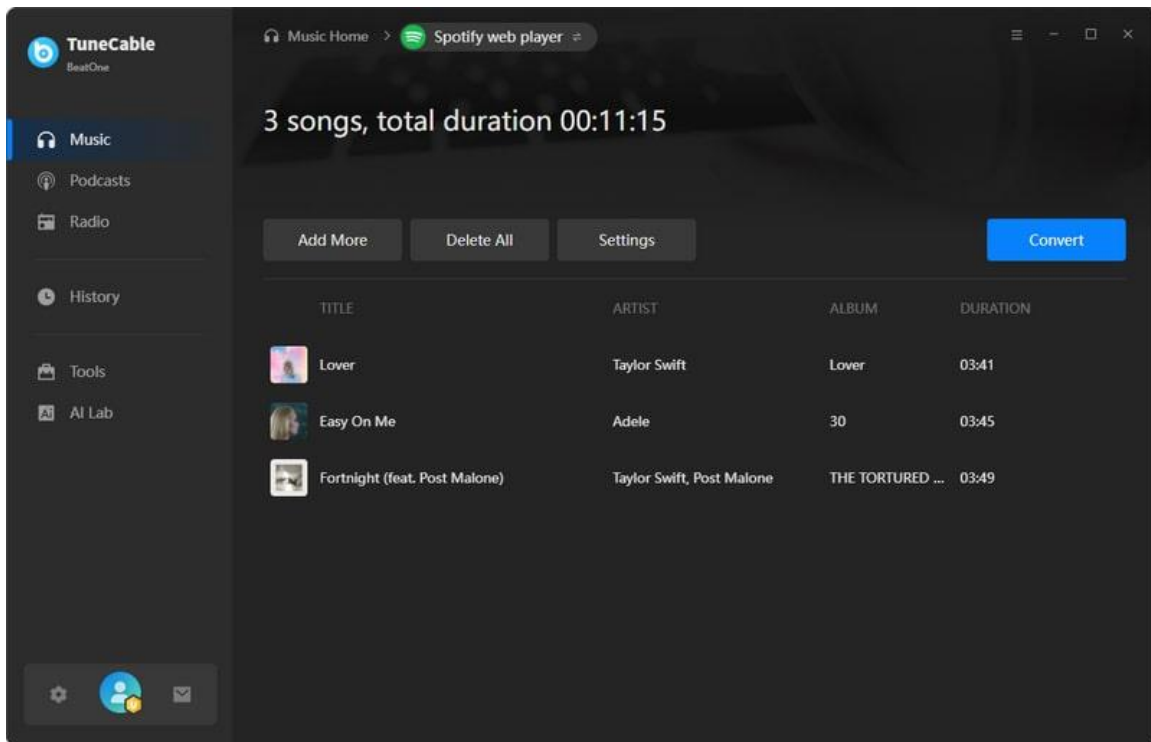 TuneCable
BeatOne
Music Home > Spotify web player
3 songs, total duration 00:11:15
Music
Podcasts
Radio
History
Tools
Ai AI Lab
Add More Delete All Settings Convert
TITLE ARTIST ALBUM DURATION
Lover Taylor Swift Lover 03:41
Easy On Me Adele 30 03:45
Fortnight (feat. Post Malone) Taylor Swift, Post Malone THE TORTURED ... 03:49